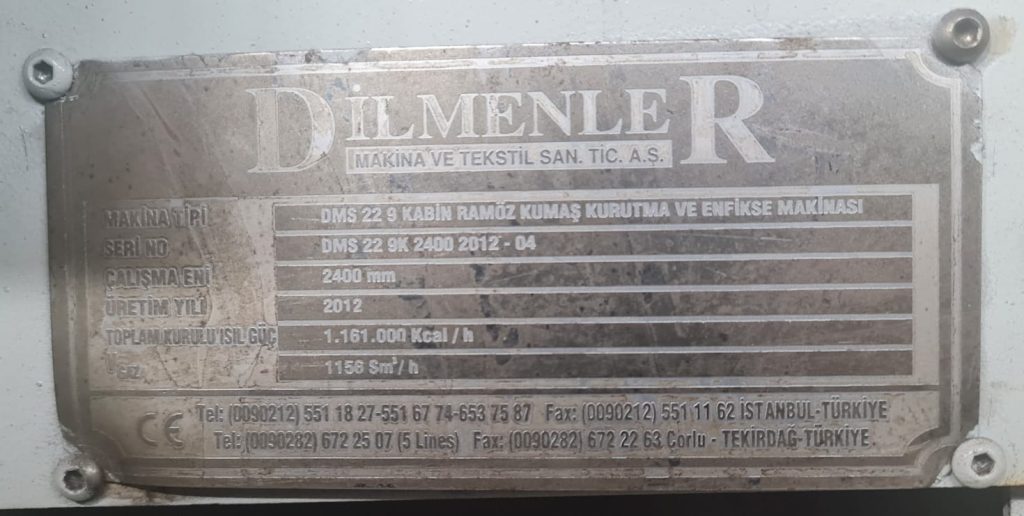 DİLMENLER
MAKINA VE TEKSTİL SAN. TİC. A.Ş.
MAKİNA TİPİ DMS 22 9 KABİN RAMÖZ KUMAŞ KURUTMA VE ENFİKSE MAKİNASI
SERİ NO DMS 22 9K 2400 2012 - 04
ÇALIŞMA ENİ 2400 mm
ÜRETİM YILI 2012
TOPLAM KURULU ISIL GÜÇ 1.161.000 Kcal / h
1156 Sm³/ h
CE Tel: (0090212) 551 18 27-551 67 74-653 75 87 Fax: (0090212) 551 11 62 İSTANBUL-TÜRKİYE
Tel: (0090282) 672 25 07 (5 Lines) Fax: (0090282) 672 22 63 Çorlu - TEKİRDAĞ-TÜRKİYE